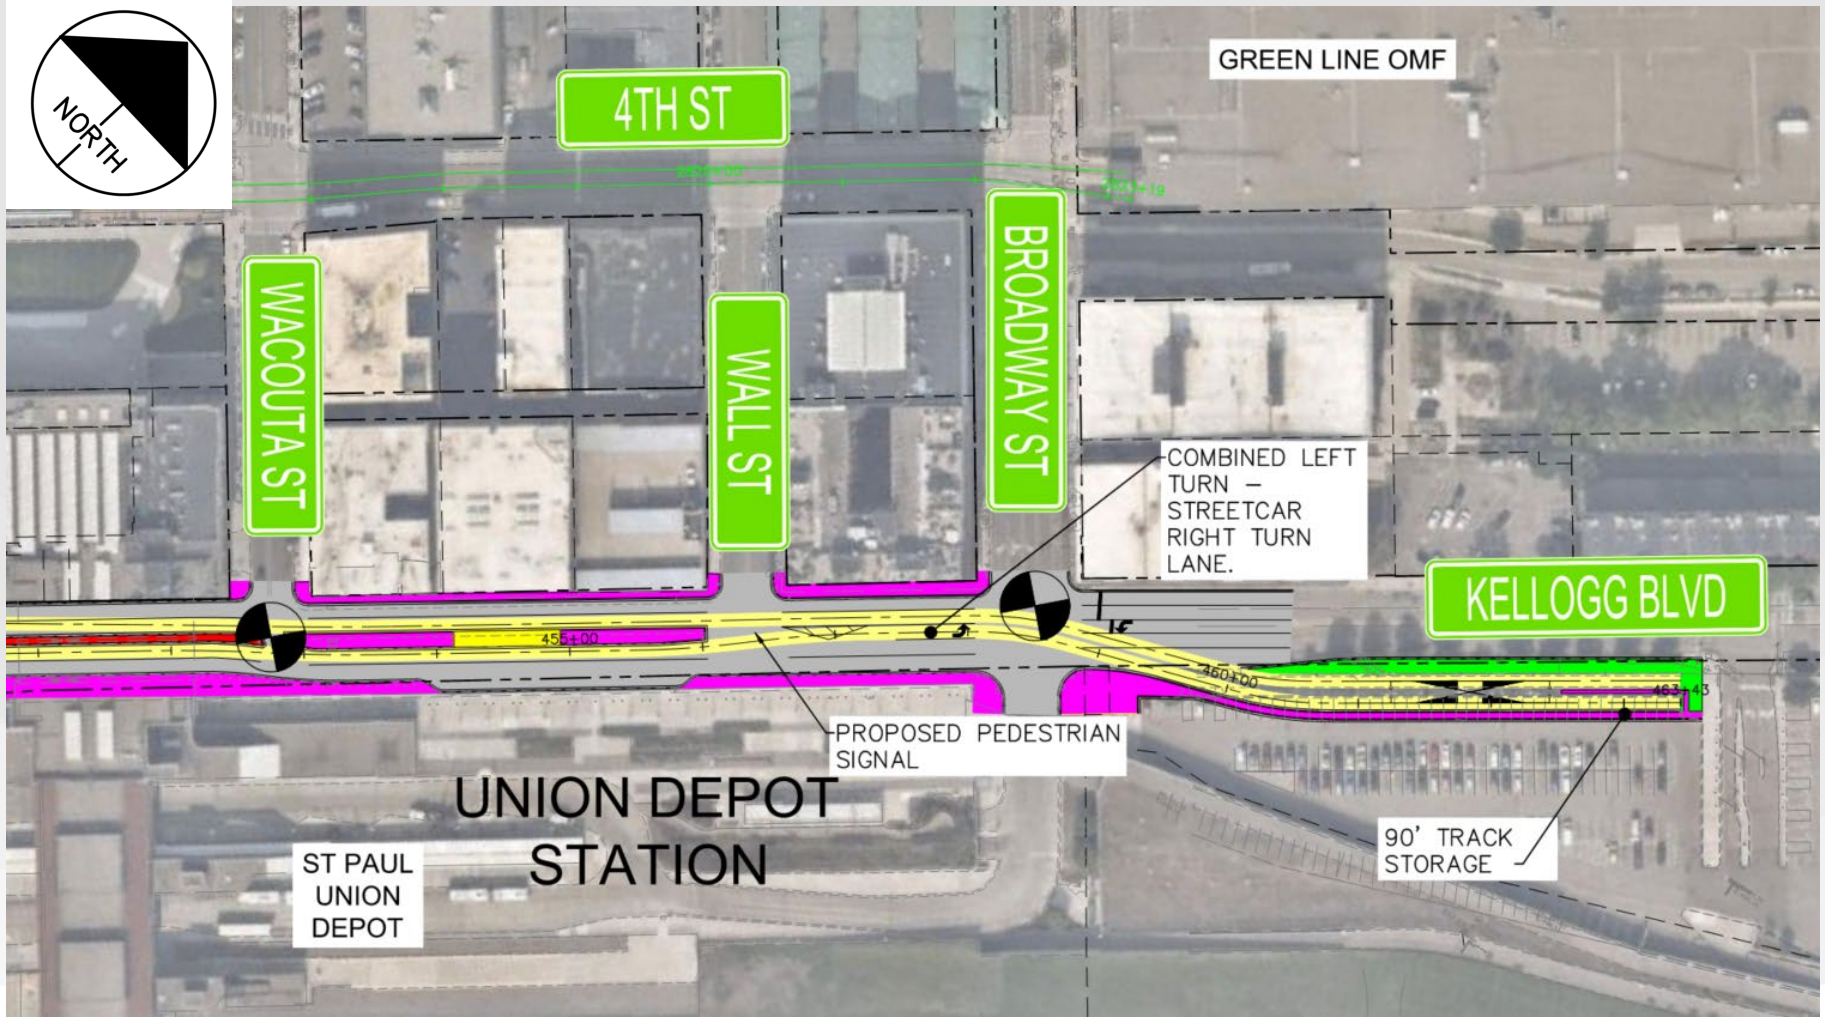 NORTH
GREEN LINE OMF
4TH ST
WACOUTA ST
WALL ST
BROADWAY ST
COMBINED LEFT
TURN –
STREETCAR
RIGHT TURN
LANE.
KELLOGG BLVD
455+00
460+00
463+43
PROPOSED PEDESTRIAN
SIGNAL
UNION DEPOT
STATION
ST PAUL
UNION
DEPOT
90' TRACK
STORAGE